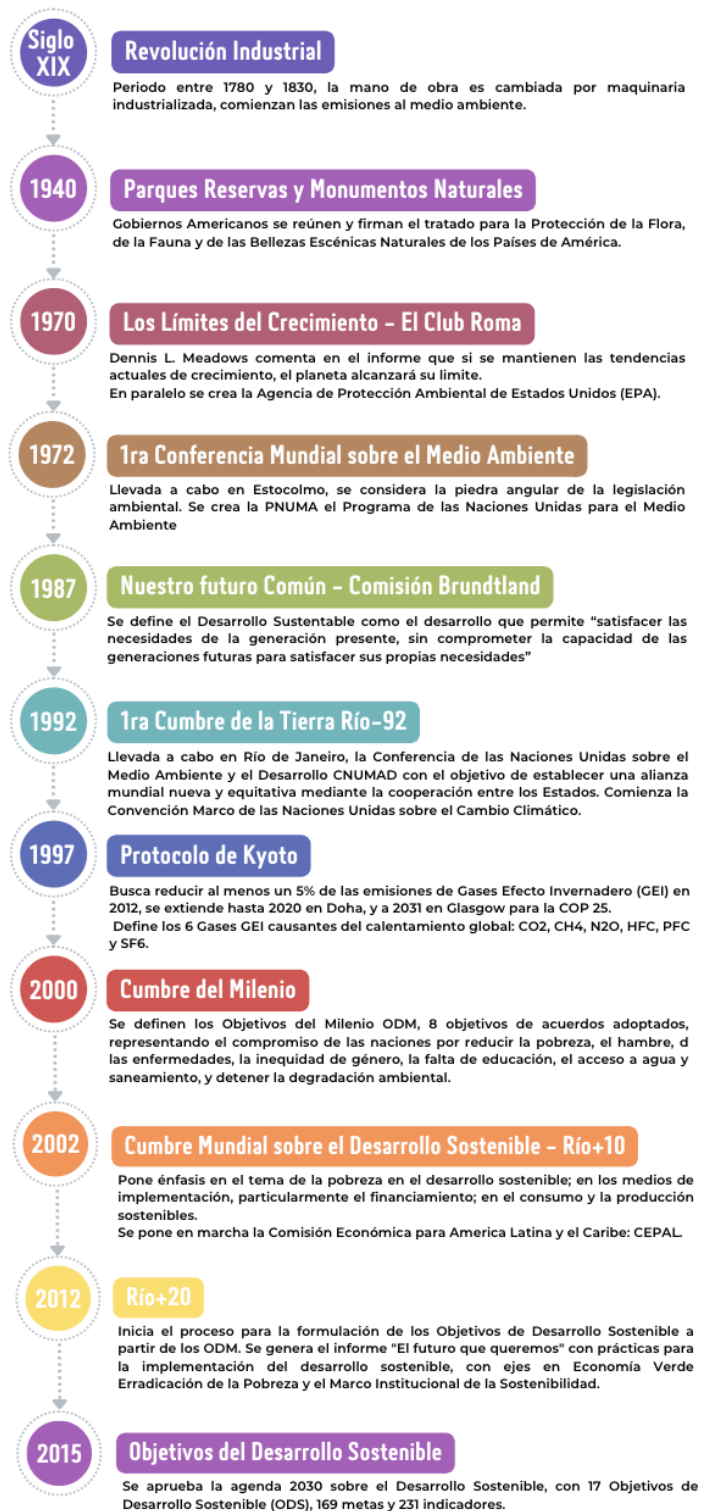 Siglo
XIX
Revolución Industrial
Periodo entre 1780 y 1830, la mano de obra es cambiada por maquinaria
industrializada, comienzan las emisiones al medio ambiente.
1940
Parques Reservas y Monumentos Naturales
Gobiernos Americanos se reúnen y firman el tratado para la Protección de la Flora,
de la Fauna y de las Bellezas Escénicas Naturales de los Países de América.
1970
Los Límites del Crecimiento - El Club Roma
Dennis L. Meadows comenta en el informe que si se mantienen las tendencias
actuales de crecimiento, el planeta alcanzará su limite.
En paralelo se crea la Agencia de Protección Ambiental de Estados Unidos (EPA).
1972
1ra Conferencia Mundial sobre el Medio Ambiente
Llevada a cabo en Estocolmo, se considera la piedra angular de la legislación
ambiental. Se crea la PNUMA el Programa de las Naciones Unidas para el Medio
Ambiente
1987
Nuestro futuro Común - Comisión Brundtland
Se define el Desarrollo Sustentable como el desarrollo que permite “satisfacer las
necesidades de la generación presente, sin comprometer la capacidad de las
generaciones futuras para satisfacer sus propias necesidades”
1992
1ra Cumbre de la Tierra Río-92
Llevada a cabo en Río de Janeiro, la Conferencia de las Naciones Unidas sobre el
Medio Ambiente y el Desarrollo CNUMAD con el objetivo de establecer una alianza
mundial nueva y equitativa mediante la cooperación entre los Estados. Comienza la
Convención Marco de las Naciones Unidas sobre el Cambio Climático.
1997
Protocolo de Kyoto
Busca reducir al menos un 5% de las emisiones de Gases Efecto Invernadero (GEI) en
2012, se extiende hasta 2020 en Doha, y a 2031 en Glasgow para la COP 25.
Define los 6 Gases GEI causantes del calentamiento global: CO2, CH4, N2O, HFC, PFC
y SF6.
2000
Cumbre del Milenio
Se definen los Objetivos del Milenio ODM, 8 objetivos de acuerdos adoptados,
representando el compromiso de las naciones por reducir la pobreza, el hambre, d
las enfermedades, la inequidad de género, la falta de educación, el acceso a agua y
saneamiento, y detener la degradación ambiental.
2002
Cumbre Mundial sobre el Desarrollo Sostenible - Río+10
Pone énfasis en el tema de la pobreza en el desarrollo sostenible; en los medios de
implementación, particularmente el financiamiento; en el consumo y la producción
sostenibles.
Se pone en marcha la Comisión Económica para America Latina y el Caribe: CEPAL.
2012
Río+20
Inicia el proceso para la formulación de los Objetivos de Desarrollo Sostenible a
partir de los ODM. Se genera el informe "El futuro que queremos" con prácticas para
la implementación del desarrollo sostenible, con ejes en Economía Verde
Erradicación de la Pobreza y el Marco Institucional de la Sostenibilidad.
2015
Objetivos del Desarrollo Sostenible
Se aprueba la agenda 2030 sobre el Desarrollo Sostenible, con 17 Objetivos de
Desarrollo Sostenible (ODS), 169 metas y 231 indicadores.